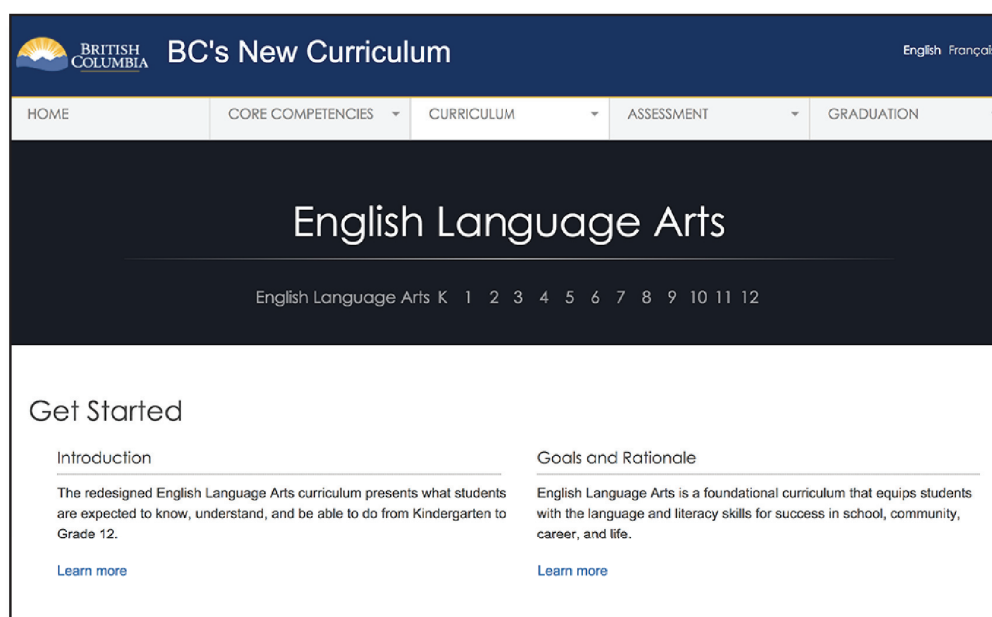 BRITISH
COLUMBIA
BC's New Curriculum
English Français
HOME
CORE COMPETENCIES
CURRICULUM
ASSESSMENT
GRADUATION
English Language Arts
English Language Arts K 1 2 3 4 5 6 7 8 9 10 11 12
Get Started
Introduction
The redesigned English Language Arts curriculum presents what students
are expected to know, understand, and be able to do from Kindergarten to
Grade 12.
Learn more
Goals and Rationale
English Language Arts is a foundational curriculum that equips students
with the language and literacy skills for success in school, community,
career, and life.
Learn more